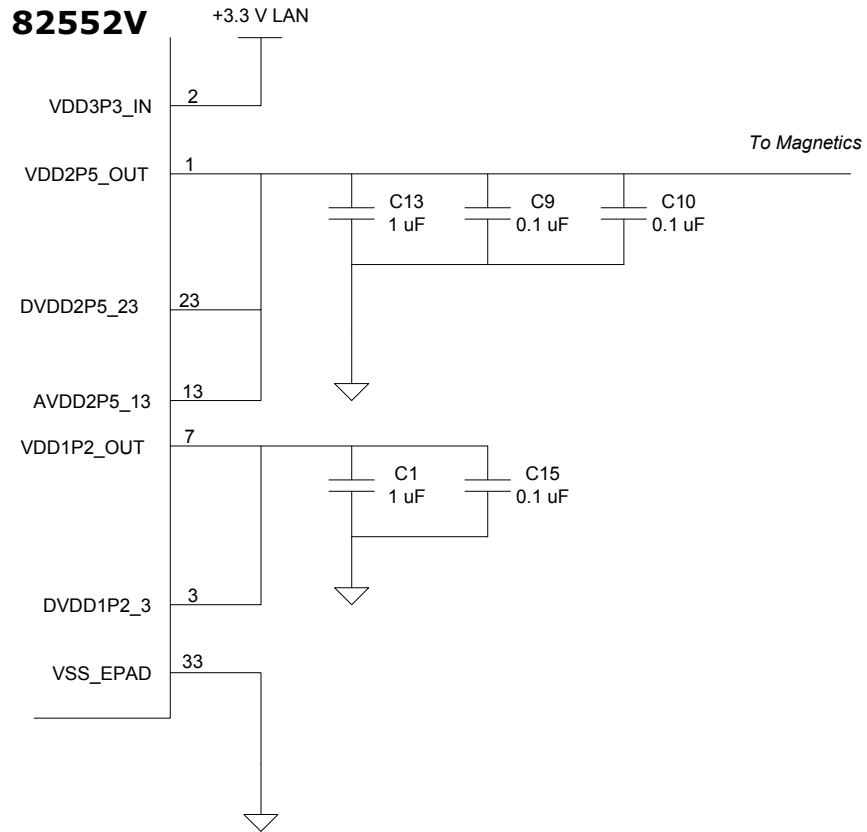 82552V
+3.3 V LAN
VDD3P3_IN
2
VDD2P5_OUT
1
To Magnetics
C13
1 uF
C9
0.1 uF
C10
0.1 uF
DVDD2P5_23
23
AVDD2P5_13
13
VDD1P2_OUT
7
C1
1 uF
C15
0.1 uF
DVDD1P2_3
3
VSS_EPAD
33